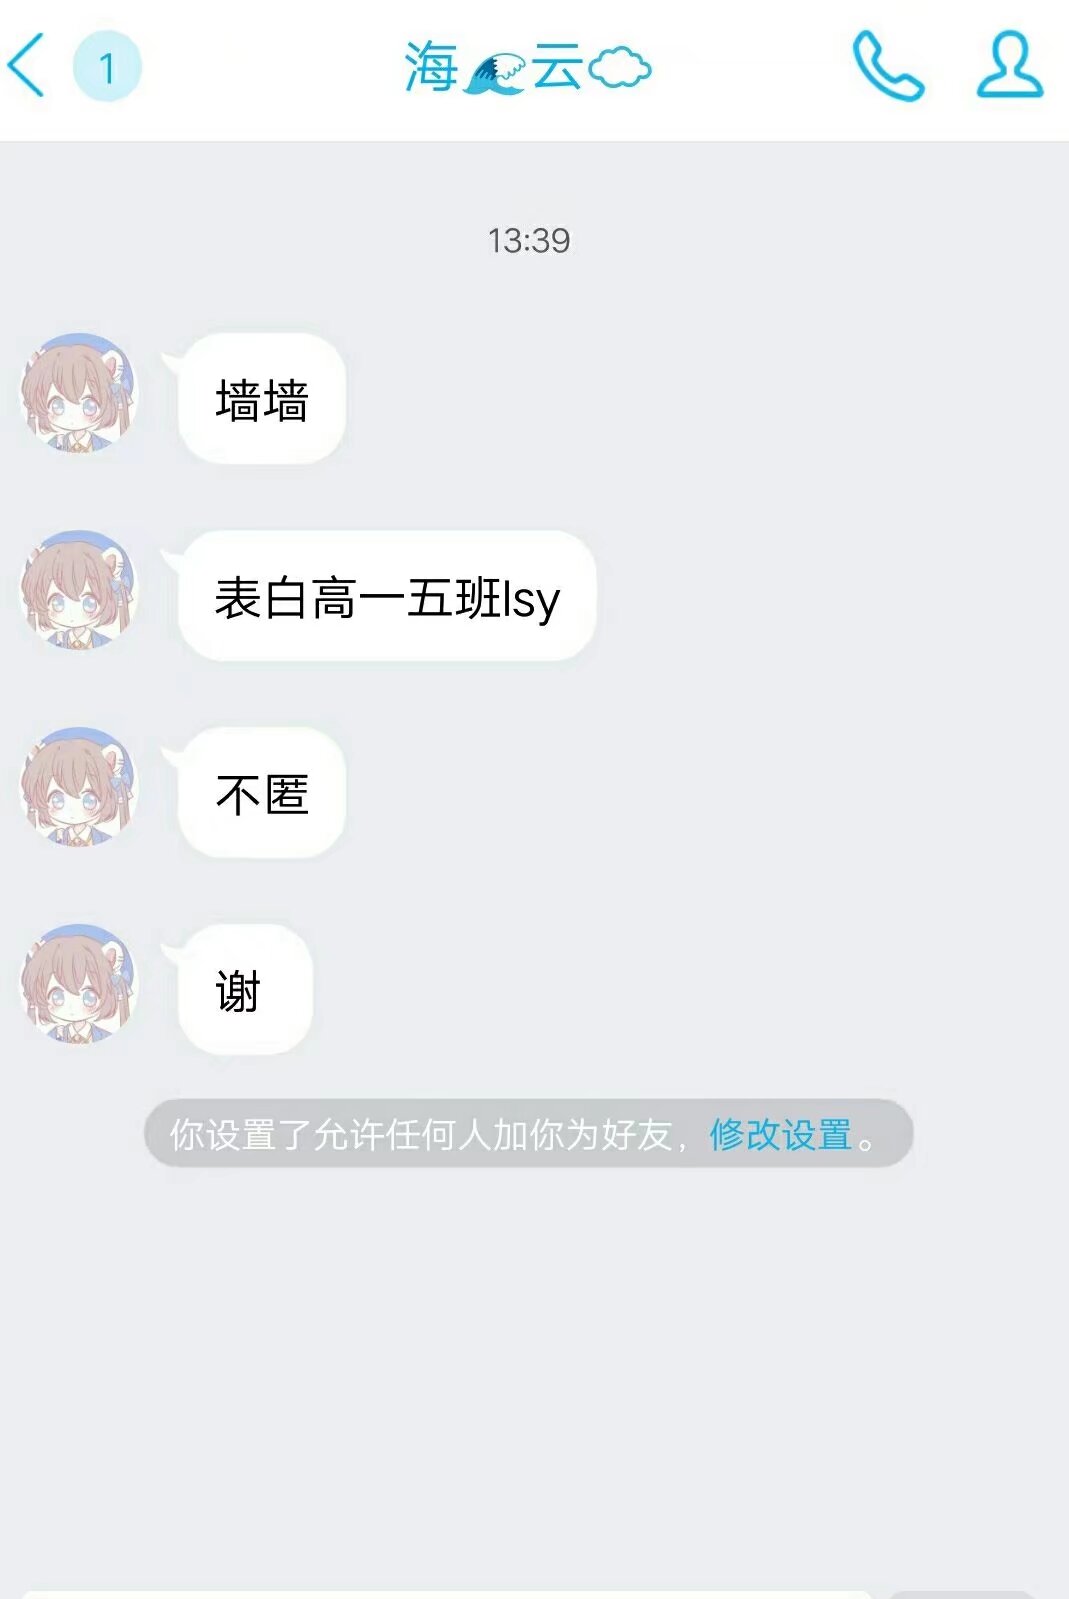 1
海🌊云☁️
13:39
墙墙
表白高一五班lsy
不匿
谢
你设置了允许任何人加你为好友，修改设置。